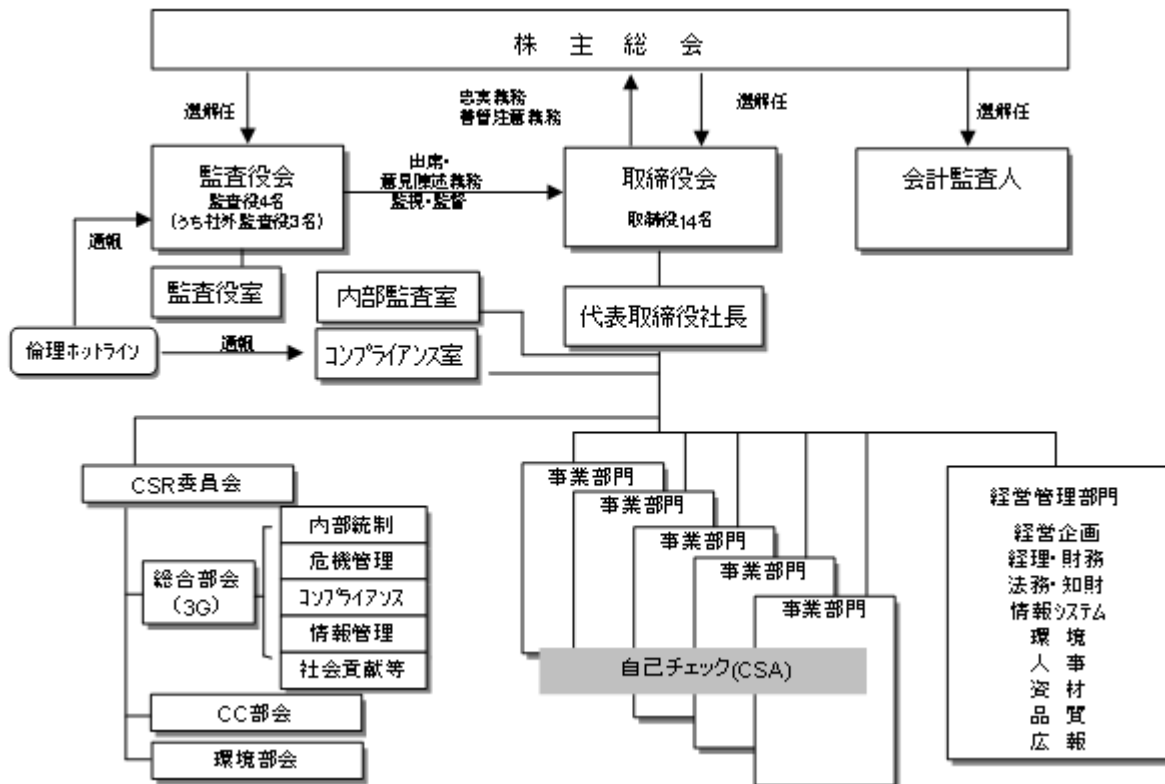 株 主 総 会
選解任
忠実義務
善管注意義務
選解任
選解任
監査役会
監査役4名
(うち社外監査役3名)
出席・
意見陳述義務
監視・監督
取締役会
取締役14名
会計監査人
通報
監査役室
内部監査室
代表取締役社長
倫理ホットライン
通報
コンプライアンス室
CSR委員会
総合部会
(3G)
内部統制
危機管理
コンプライアンス
情報管理
社会貢献等
CC部会
環境部会
事業部門
事業部門
事業部門
事業部門
事業部門
自己チェック(CSA)
経営管理部門
経営企画
経理・財務
法務・知財
情報システム
環 境
人 事
資 材
品 質
広 報